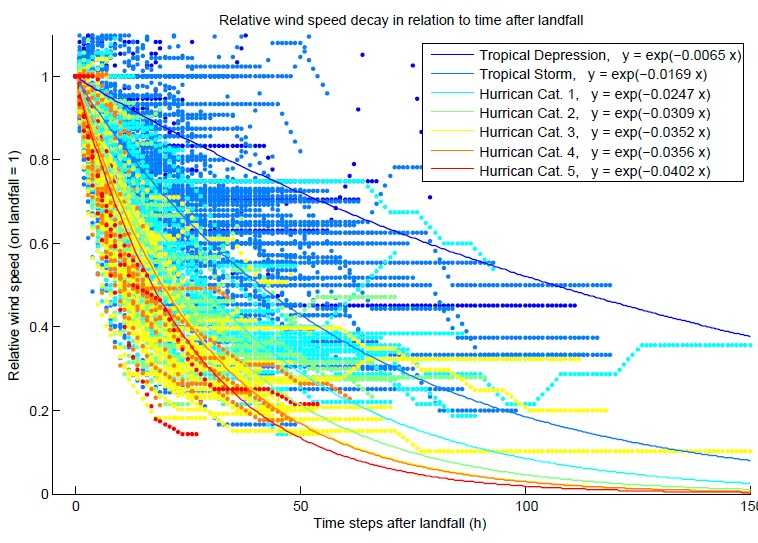 Relative wind speed decay in relation to time after landfall
Tropical Depression, y = exp(−0.0065 x)
Tropical Storm, y = exp(−0.0169 x)
Hurrican Cat. 1, y = exp(−0.0247 x)
Hurrican Cat. 2, y = exp(−0.0309 x)
Hurrican Cat. 3, y = exp(−0.0352 x)
Hurrican Cat. 4, y = exp(−0.0356 x)
Hurrican Cat. 5, y = exp(−0.0402 x)
Relative wind speed (on landfall = 1)
1
0.8
0.6
0.4
0.2
0
0 50 100 150
Time steps after landfall (h)